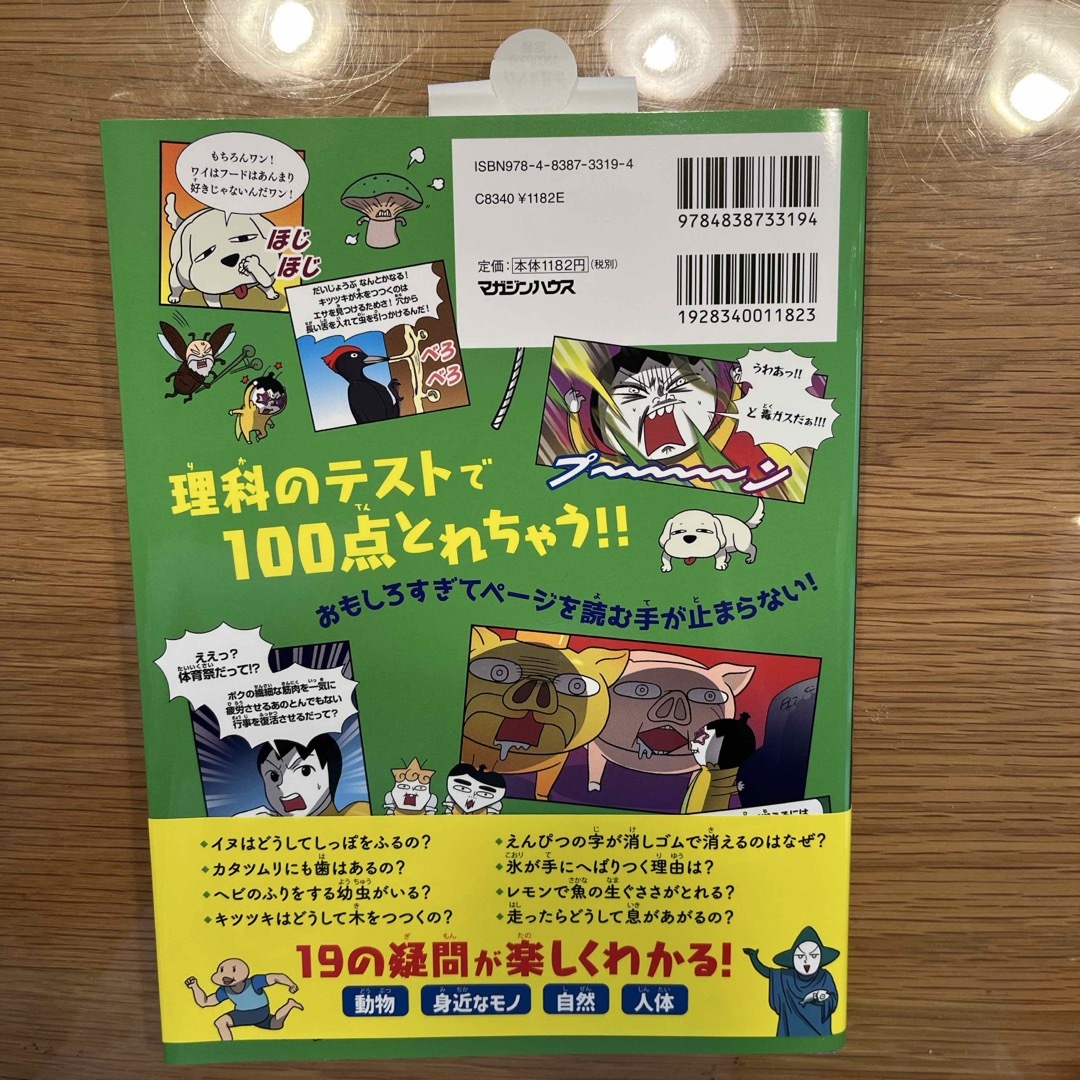 もちろんワン！
ワイはフードはあんまり
好きじゃないんだワン！
ほじ
ほじ
ISBN978-4-8387-3319-4
C8340 ¥1182E
定価：本体1182円（税別）
マガジンハウス
9784838733194
1928340011823
だいじょうぶ なんとかなる！
キツツキが木をつつくのは
エサを見つけるためさ！穴から
長い舌を入れて虫を引っかけるんだ！
べろ
べろ
うわあっ!!
ど毒ガスだぁ!!!
プ〜〜〜〜ン
理科のテストで
100点とれちゃう!!
おもしろすぎてページを読む手が止まらない！
ええっ？
体育祭だって!?
ボクの繊細な筋肉を一気に
疲労させるあのとんでもない
行事を復活させるだって？
・イヌはどうしてしっぽをふるの？
・カタツムリにも歯はあるの？
・ヘビのふりをする幼虫がいる？
・キツツキはどうして木をつつくの？
・えんぴつの字が消しゴムで消えるのはなぜ？
・氷が手にへばりつく理由は？
・レモンで魚の生ぐささがとれる？
・走ったらどうして息があがるの？
19の疑問が楽しくわかる！
動物 身近なモノ 自然 人体